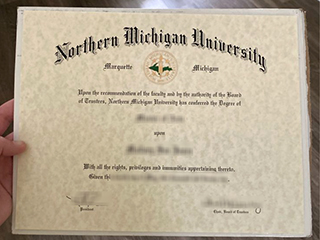 Northern Michigan University
Marquette Michigan
Upon the recommendation of the faculty and by the authority of the Board
of Trustees, Northern Michigan University has conferred the Degree of
upon
With all the rights, privileges and immunities appertaining thereto.
Given
President
Chair, Board of Trustees